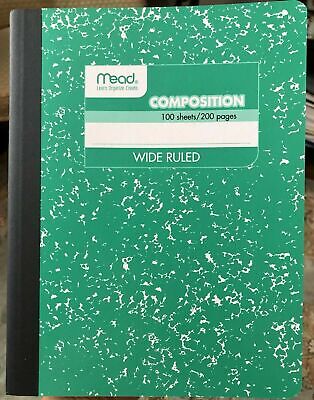 Mead®
Learn. Organize. Create.
COMPOSITION
100 sheets/200 pages
WIDE RULED